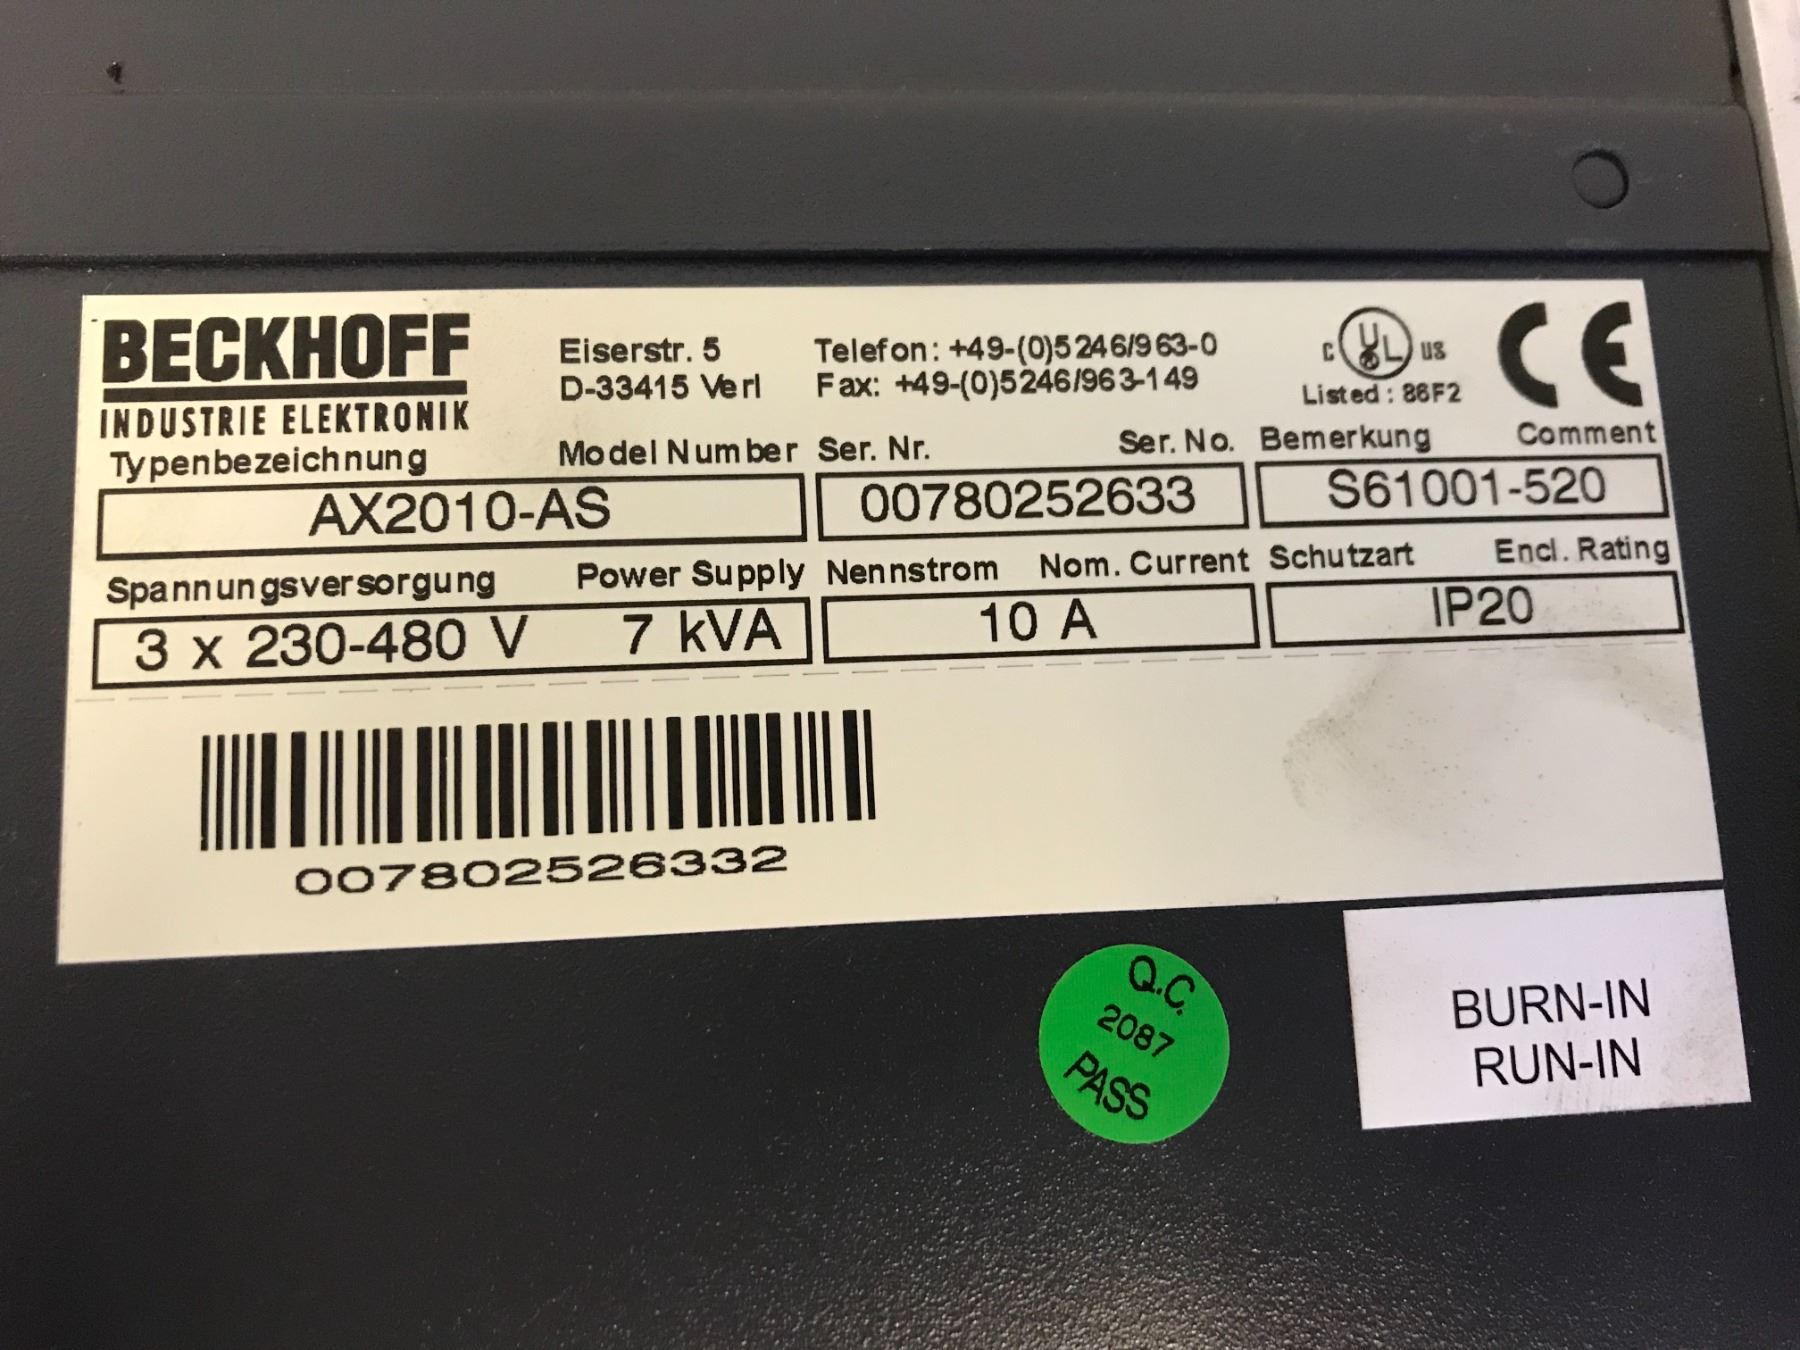 BECKHOFF
INDUSTRIE ELEKTRONIK
Eiserstr. 5
D-33415 Verl
Telefon: +49-(0)5246/963-0
Fax: +49-(0)5246/963-149
C UL US
Listed : 86F2
CE
Typenbezeichnung Model Number Ser. Nr. Ser. No. Bemerkung Comment
AX2010-AS 00780252633 S61001-520
Spannungsversorgung Power Supply Nennstrom Nom. Current Schutzart Encl. Rating
3 x 230-480 V 7 kVA 10 A IP20
007802526332
Q.C.
2087
PASS
BURN-IN
RUN-IN